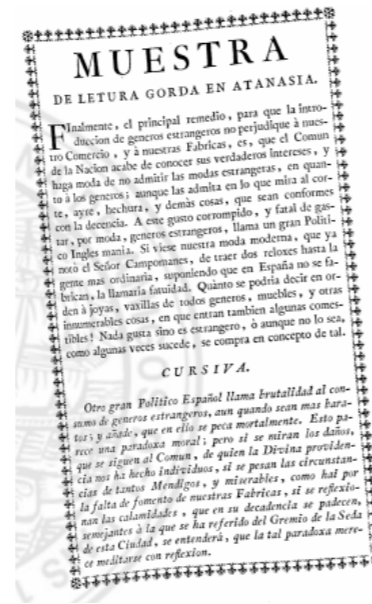 MUESTRA
DE LETURA GORDA EN ATANASIA.
FInalmente, el principal remedio, para que la intro-
duccion de generos estrangeros no perjudique à nues-
tro Comercio, y à nuestras Fabricas, es, que el Comun
de la Nacion acabe de conocer sus verdaderos intereses, y
haga moda de no admitir las modas estrangeras, en quan-
to à los generos; aunque las admita en lo que mira al cor-
te, ayre, hechura, y demàs cosas, que sean conformes
con la decencia. A este gusto corrompido, y fatal de gas-
tar, por moda, generos estrangeros, llama un gran Politi-
co Ingles mania. Si viese nuestra moda moderna, que ya
notò el Señor Campomanes, de traer dos reloxes hasta la
gente mas ordinaria, suponiendo que en España no se fa-
brican, la llamaria fatuidad. Quànto se podria decir en or-
den à joyas, vaxillas de todos generos, muebles, y otras
innumerables cosas, en que entran tambien algunas comes-
tibles! Nada gusta sino es estrangero, ò aunque no lo sea,
como algunas veces sucede, se compra en concepto de tal.
CURSIVA.
Otro gran Politico Español llama brutalidad al con-
sumo de generos estrangeros, aun quando sean mas bara-
tos; y añade, que en ello se peca mortalmente. Esto pa-
rece una paradoxa moral; pero si se miran los daños,
que se siguen al Comun, de quien la Divina providen-
cia nos ha hecho individuos, si se pesan las circunstan-
cias de tantos Mendigos, y miserables, como hai por
la falta de fomento de nuestras Fabricas, si se reflexio-
nan las calamidades, que en su decadencia se padecen,
semejantes à la que se ha referido del Gremio de la Seda
de esta Ciudad, se entenderà, que la tal paradoxa mere-
ce meditarse con reflexion.